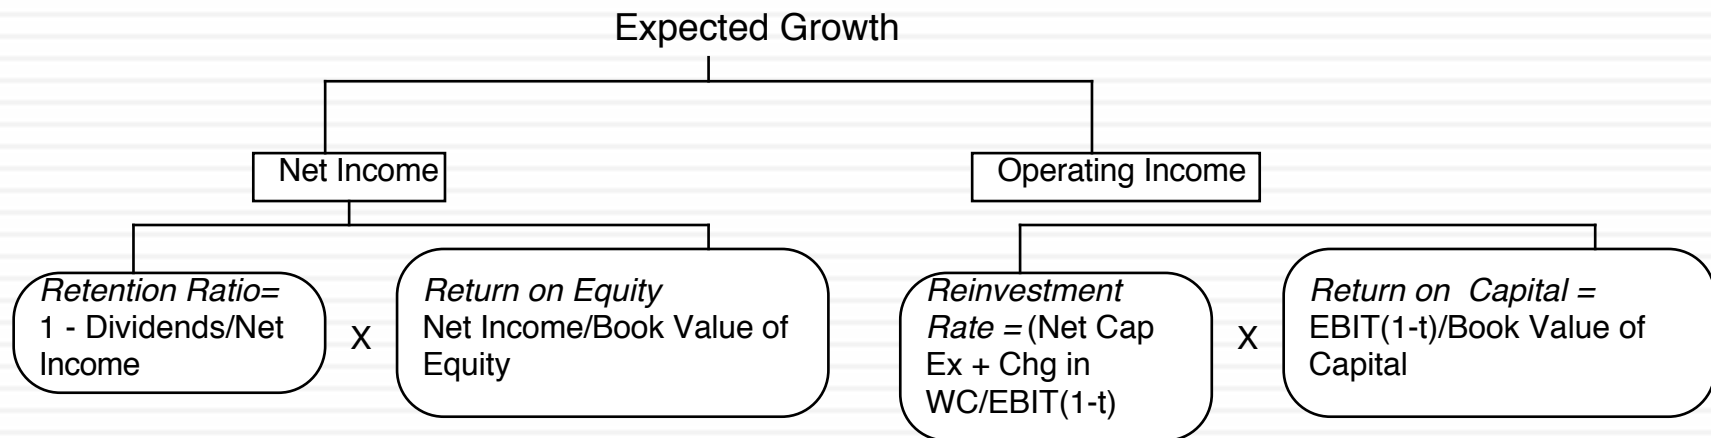 Expected Growth
Net Income
Operating Income
Retention Ratio=
1 - Dividends/Net
Income
X
Return on Equity
Net Income/Book Value of
Equity
Reinvestment
Rate = (Net Cap
Ex + Chg in
WC/EBIT(1-t)
X
Return on  Capital =
EBIT(1-t)/Book Value of
Capital